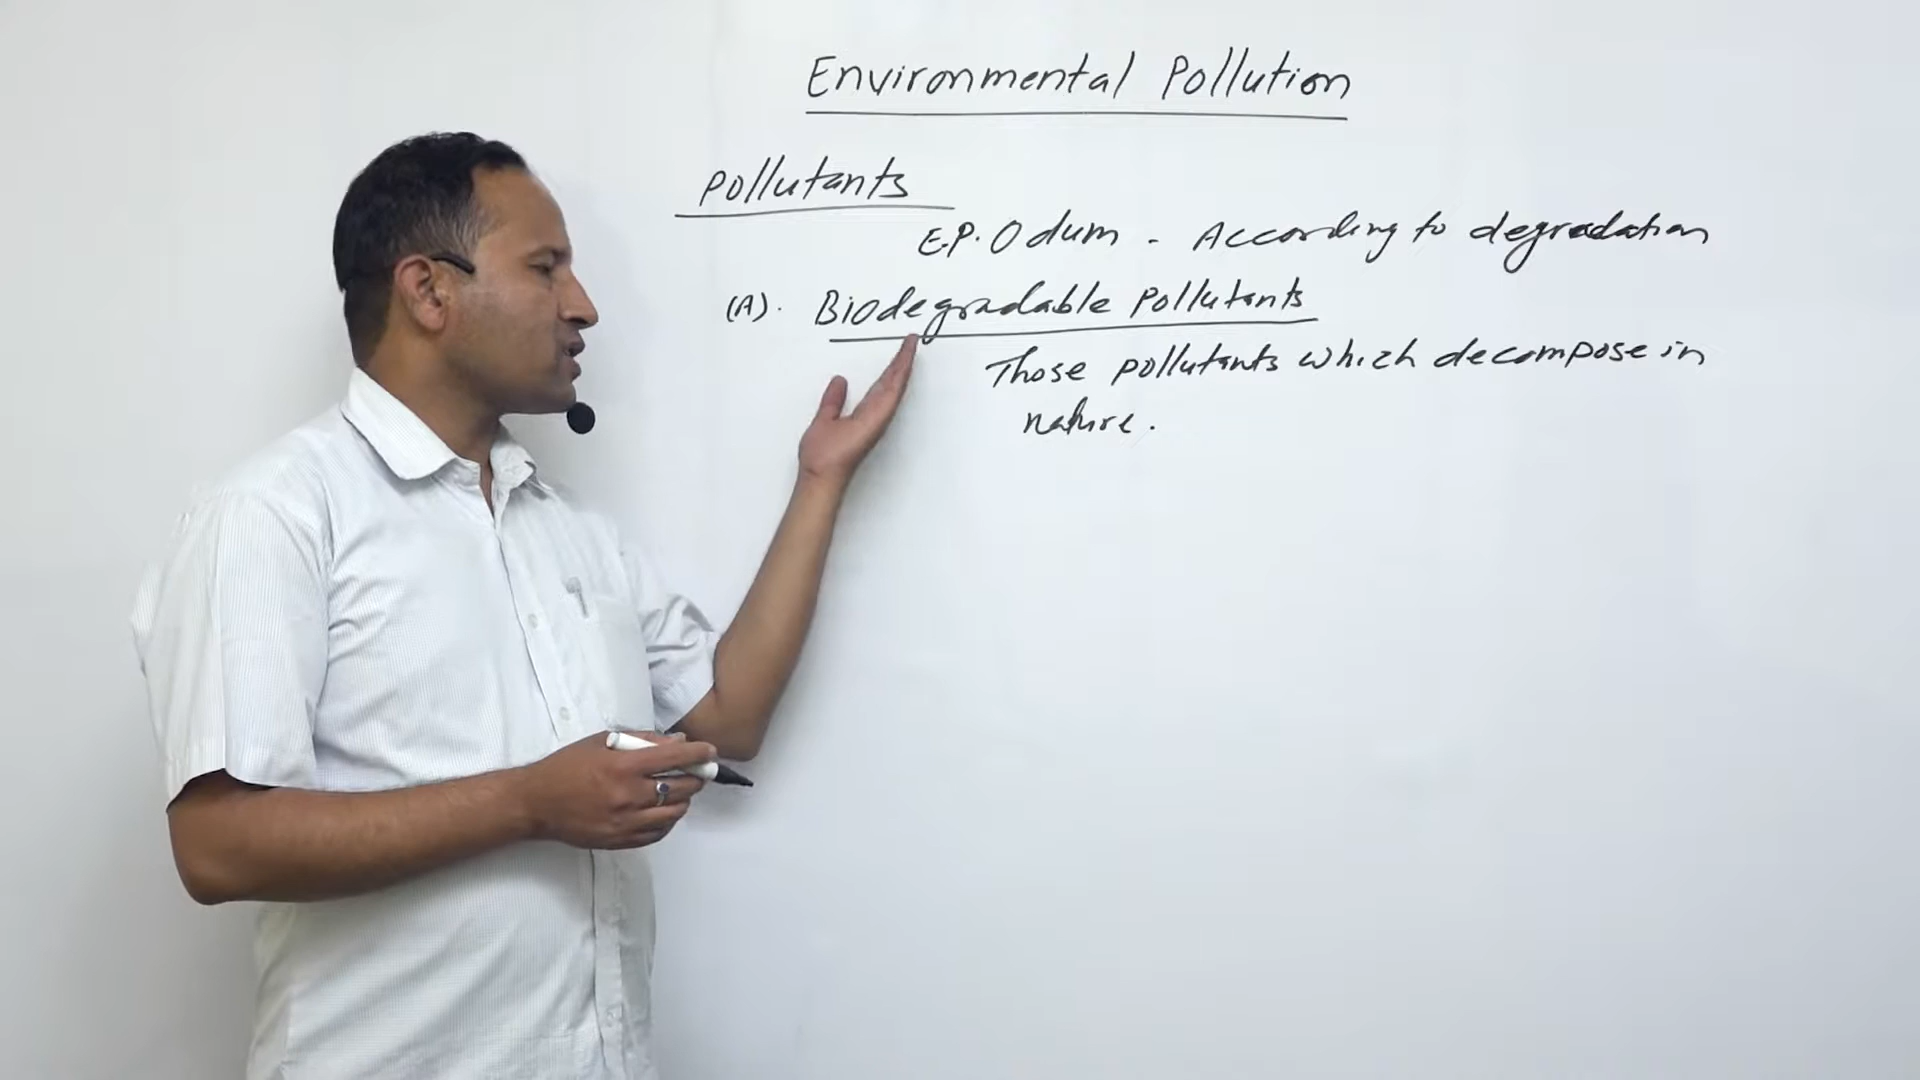 Environmental Pollution
Pollutants
E.P. Odum - According to degradation
(A). Biodegradable Pollutants
Those pollutants which decompose in
nature.